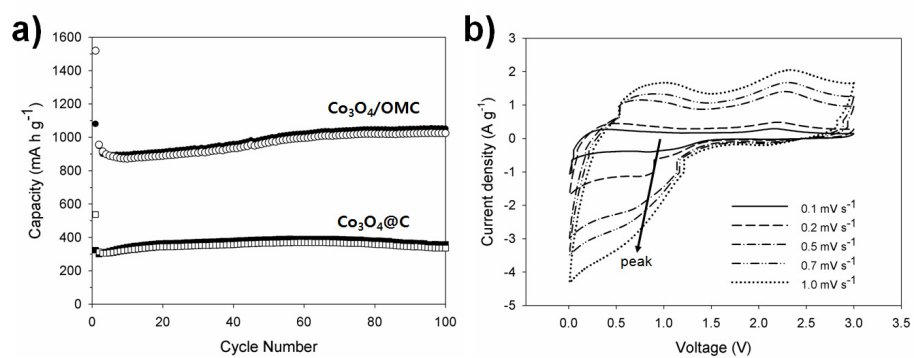 a)
1600
1400
1200
1000
800
600
400
200
0
Capacity (mA h g⁻¹)
Co₃O₄/OMC
Co₃O₄@C
0 20 40 60 80 100
Cycle Number
b)
4
3
2
1
0
-1
-2
-3
-4
-5
Current density (A g⁻¹)
peak
0.1 mV s⁻¹
0.2 mV s⁻¹
0.5 mV s⁻¹
0.7 mV s⁻¹
1.0 mV s⁻¹
0.0 0.5 1.0 1.5 2.0 2.5 3.0 3.5
Voltage (V)